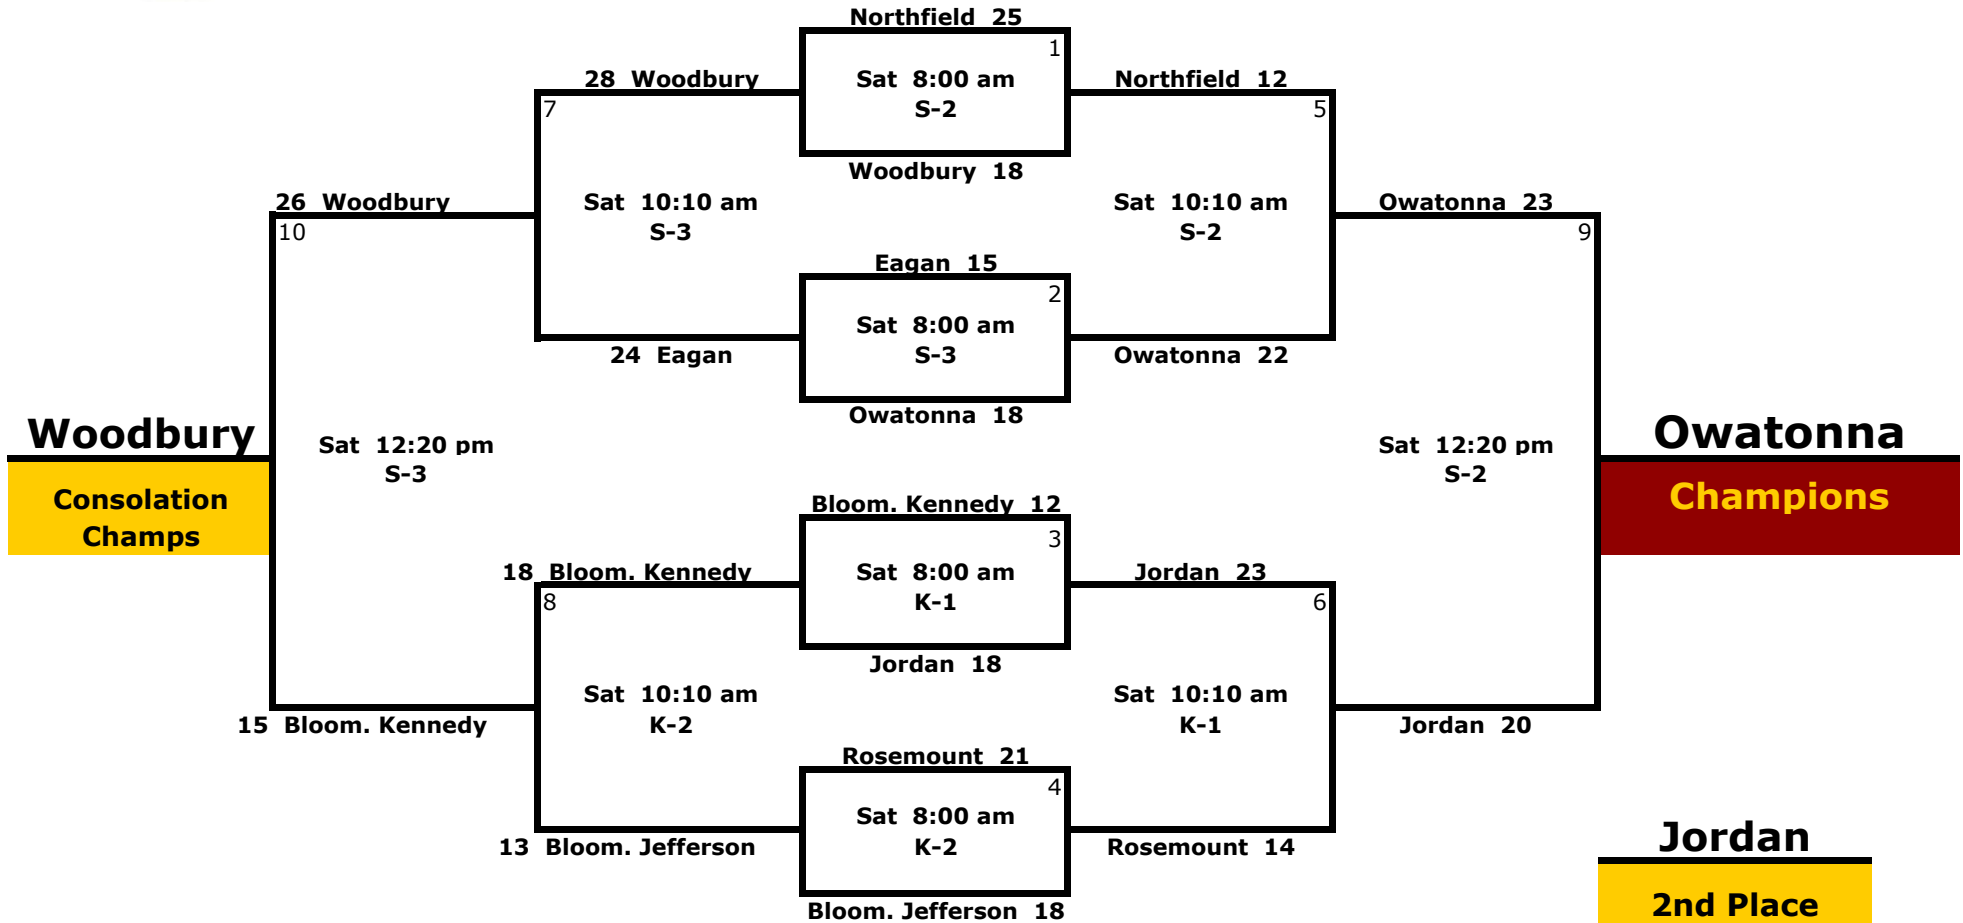 Northfield 25
1
28 Woodbury
Sat 8:00 am
Northfield 12
7
S-2
5
Woodbury 18
26 Woodbury
Sat 10:10 am
Sat 10:10 am
Owatonna 23
10
S-3
S-2
9
Eagan 15
2
Sat 8:00 am
24 Eagan
S-3
Owatonna 22
Owatonna 18
Woodbury
Sat 12:20 pm
Sat 12:20 pm
Owatonna
S-3
S-2
Consolation
Champs
Bloom. Kennedy 12
Champions
3
18 Bloom. Kennedy
Sat 8:00 am
Jordan 23
8
K-1
6
Jordan 18
Sat 10:10 am
Sat 10:10 am
15 Bloom. Kennedy
K-2
K-1
Jordan 20
Rosemount 21
4
Sat 8:00 am
13 Bloom. Jefferson
K-2
Rosemount 14
Jordan
Bloom. Jefferson 18
2nd Place